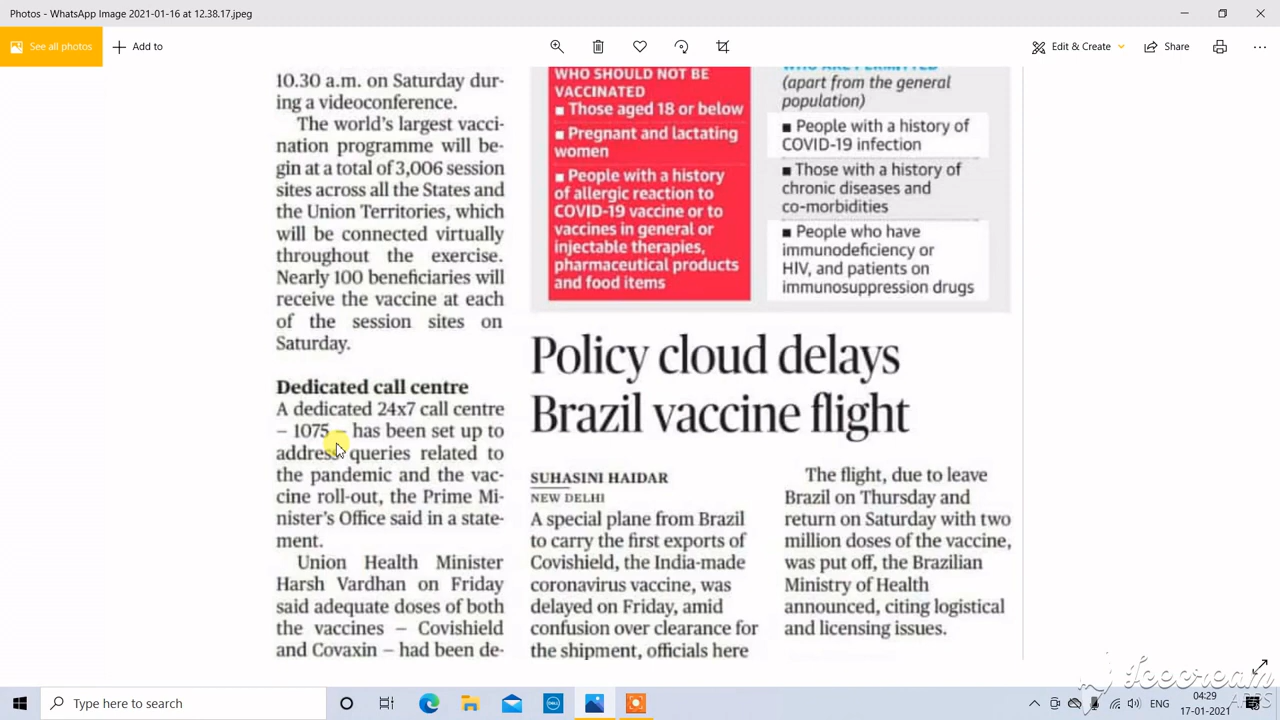 Photos - WhatsApp Image 2021-01-16 at 12.38.17.jpeg
See all photos
Add to
Edit & Create
Share
10.30 a.m. on Saturday dur-
ing a videoconference.
The world's largest vacci-
nation programme will be-
gin at a total of 3,006 session
sites across all the States and
the Union Territories, which
will be connected virtually
throughout the exercise.
Nearly 100 beneficiaries will
receive the vaccine at each
of the session sites on
Saturday.
Dedicated call centre
A dedicated 24x7 call centre
– 1075 – has been set up to
address queries related to
the pandemic and the vac-
cine roll-out, the Prime Mi-
nister's Office said in a state-
ment.
Union Health Minister
Harsh Vardhan on Friday
said adequate doses of both
the vaccines – Covishield
and Covaxin – had been de-
WHO SHOULD NOT BE
VACCINATED
■ Those aged 18 or below
■ Pregnant and lactating
women
■ People with a history
of allergic reaction to
COVID-19 vaccine or to
vaccines in general or
injectable therapies,
pharmaceutical products
and food items
WHO ARE PERMITTED
(apart from the general
population)
■ People with a history of
COVID-19 infection
■ Those with a history of
chronic diseases and
co-morbidities
■ People who have
immunodeficiency or
HIV, and patients on
immunosuppression drugs
Policy cloud delays
Brazil vaccine flight
SUHASINI HAIDAR
NEW DELHI
A special plane from Brazil
to carry the first exports of
Covishield, the India-made
coronavirus vaccine, was
delayed on Friday, amid
confusion over clearance for
the shipment, officials here
The flight, due to leave
Brazil on Thursday and
return on Saturday with two
million doses of the vaccine,
was put off, the Brazilian
Ministry of Health
announced, citing logistical
and licensing issues.
Icecream
Type here to search
DELL
ENG
04:29
17-01-2021